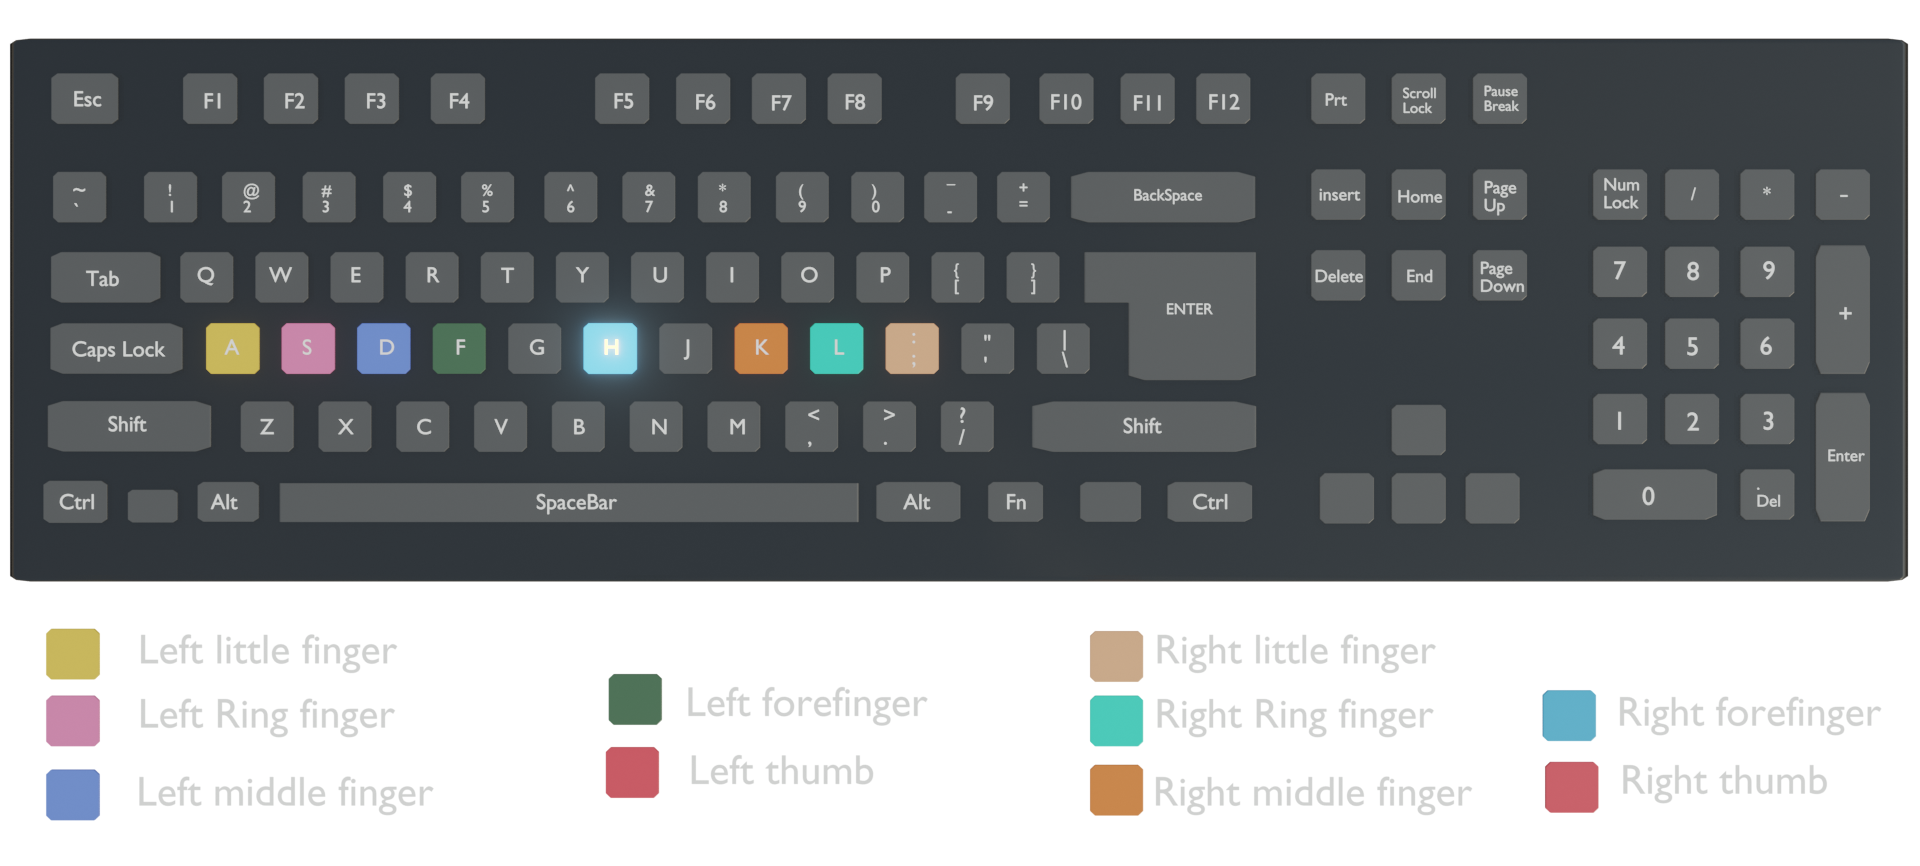 Esc F1 F2 F3 F4 F5 F6 F7 F8 F9 F10 F11 F12 Prt Scroll Lock Pause Break
~ ` ! 1 @ 2 # 3 $ 4 % 5 ^ 6 & 7 * 8 ( 9 ) 0 _ - + = BackSpace insert Home Page Up Num Lock / * -
Tab Q W E R T Y U I O P { [ } ] ENTER Delete End Page Down 7 8 9 +
Caps Lock A S D F G H J K L : ; " ' | \ 4 5 6
Shift Z X C V B N M < , > . ? / Shift 1 2 3 Enter
Ctrl Alt SpaceBar Alt Fn Ctrl 0 . Del
Left little finger
Left Ring finger
Left middle finger
Left forefinger
Left thumb
Right little finger
Right Ring finger
Right middle finger
Right forefinger
Right thumb